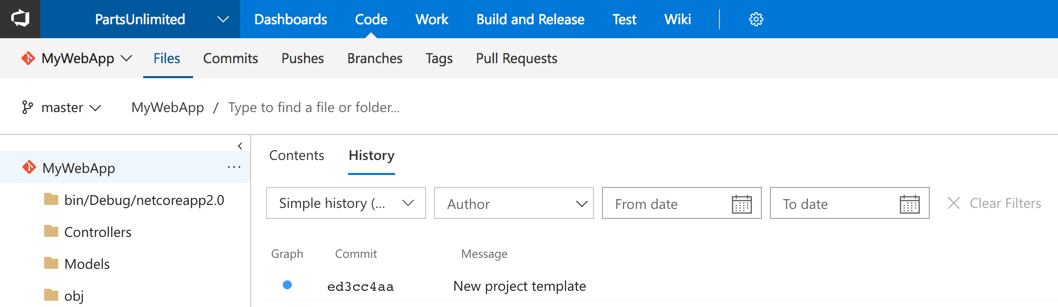 PartsUnlimited Dashboards Code Work Build and Release Test Wiki
MyWebApp Files Commits Pushes Branches Tags Pull Requests
master MyWebApp / Type to find a file or folder...
MyWebApp
bin/Debug/netcoreapp2.0
Controllers
Models
obj
Contents History
Simple history (... Author From date To date Clear Filters
Graph Commit Message
ed3cc4aa New project template